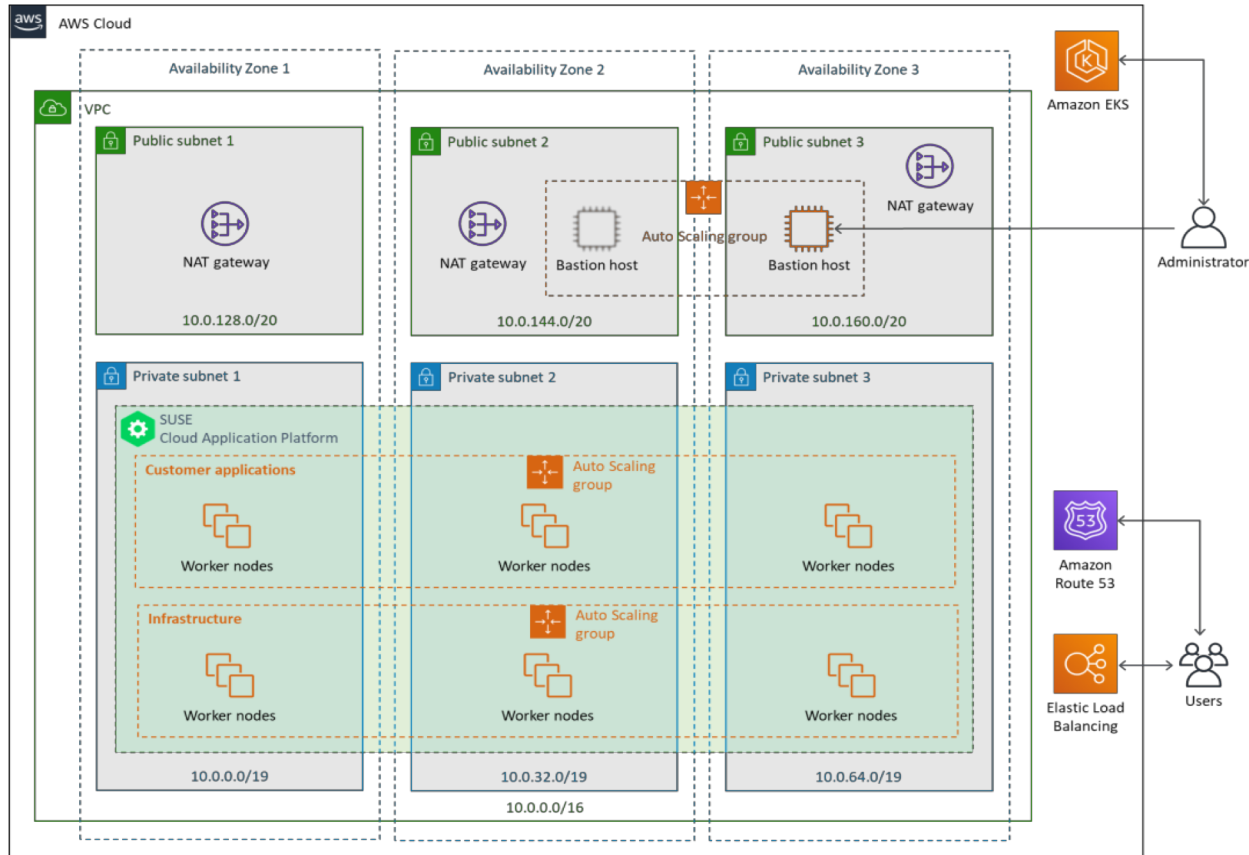 aws
AWS Cloud
Availability Zone 1
Availability Zone 2
Availability Zone 3
Amazon EKS
VPC
Public subnet 1
Public subnet 2
Public subnet 3
NAT gateway
NAT gateway
NAT gateway
Auto Scaling group
Bastion host
Bastion host
Administrator
10.0.128.0/20
10.0.144.0/20
10.0.160.0/20
Private subnet 1
Private subnet 2
Private subnet 3
SUSE
Cloud Application Platform
Customer applications
Auto Scaling
group
Worker nodes
Worker nodes
Worker nodes
53
Amazon
Route 53
Infrastructure
Auto Scaling
group
Worker nodes
Worker nodes
Worker nodes
Elastic Load
Balancing
Users
10.0.0.0/19
10.0.32.0/19
10.0.64.0/19
10.0.0.0/16